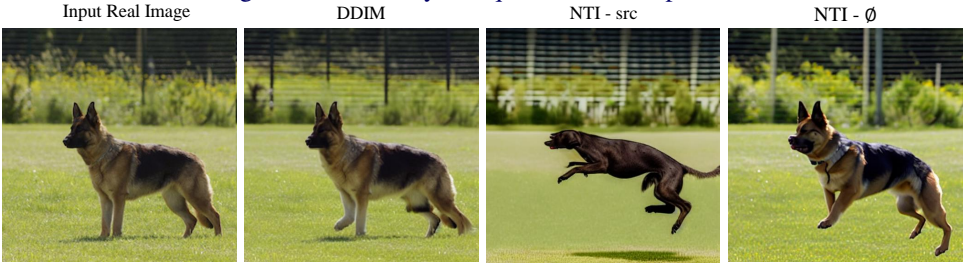 Input Real Image
DDIM
NTI - src
NTI - ∅